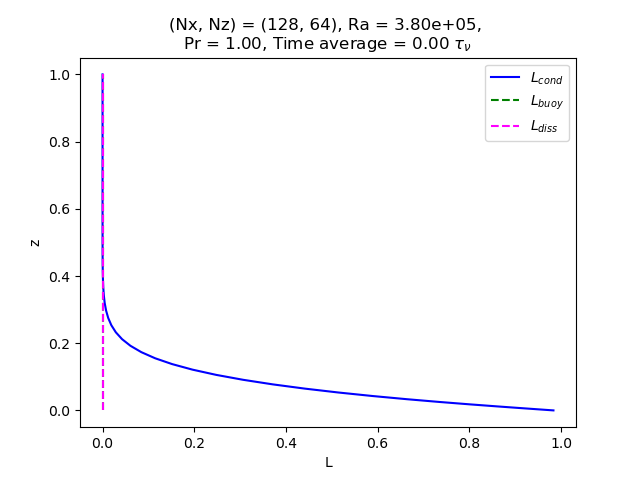 (Nx, Nz) = (128, 64), Ra = 3.80e+05,
Pr = 1.00, Time average = 0.00 τν
L_cond
L_buoy
L_diss
1.0
0.8
0.6
0.4
0.2
0.0
z
0.0
0.2
0.4
0.6
0.8
1.0
L